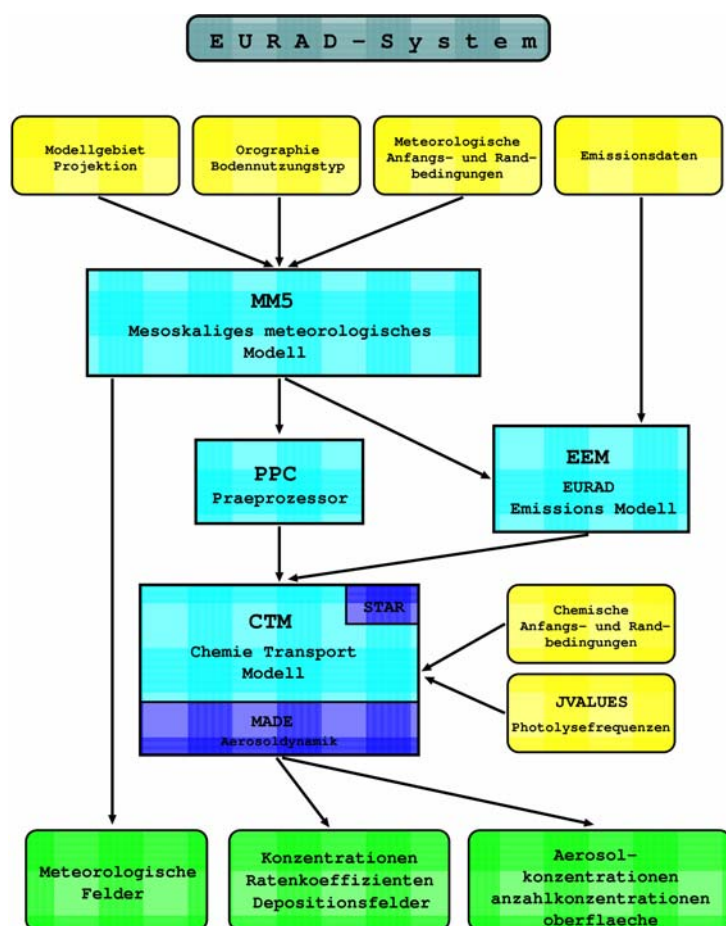 EURAD-System
Modellgebiet
Projektion
Orographie
Bodennutzungstyp
Meteorologische
Anfangs- und Rand-
bedingungen
Emissionsdaten
MM5
Mesoskaliges meteorologisches
Modell
PPC
Praeprozessor
EEM
EURAD
Emissions Modell
STAR
CTM
Chemie Transport
Modell
MADE
Aerosoldynamik
Chemische
Anfangs- und Rand-
bedingungen
JVALUES
Photolysefrequenzen
Meteorologische
Felder
Konzentrationen
Ratenkoeffizienten
Depositionsfelder
Aerosol-
konzentrationen
anzahlkonzentrationen
oberflaeche